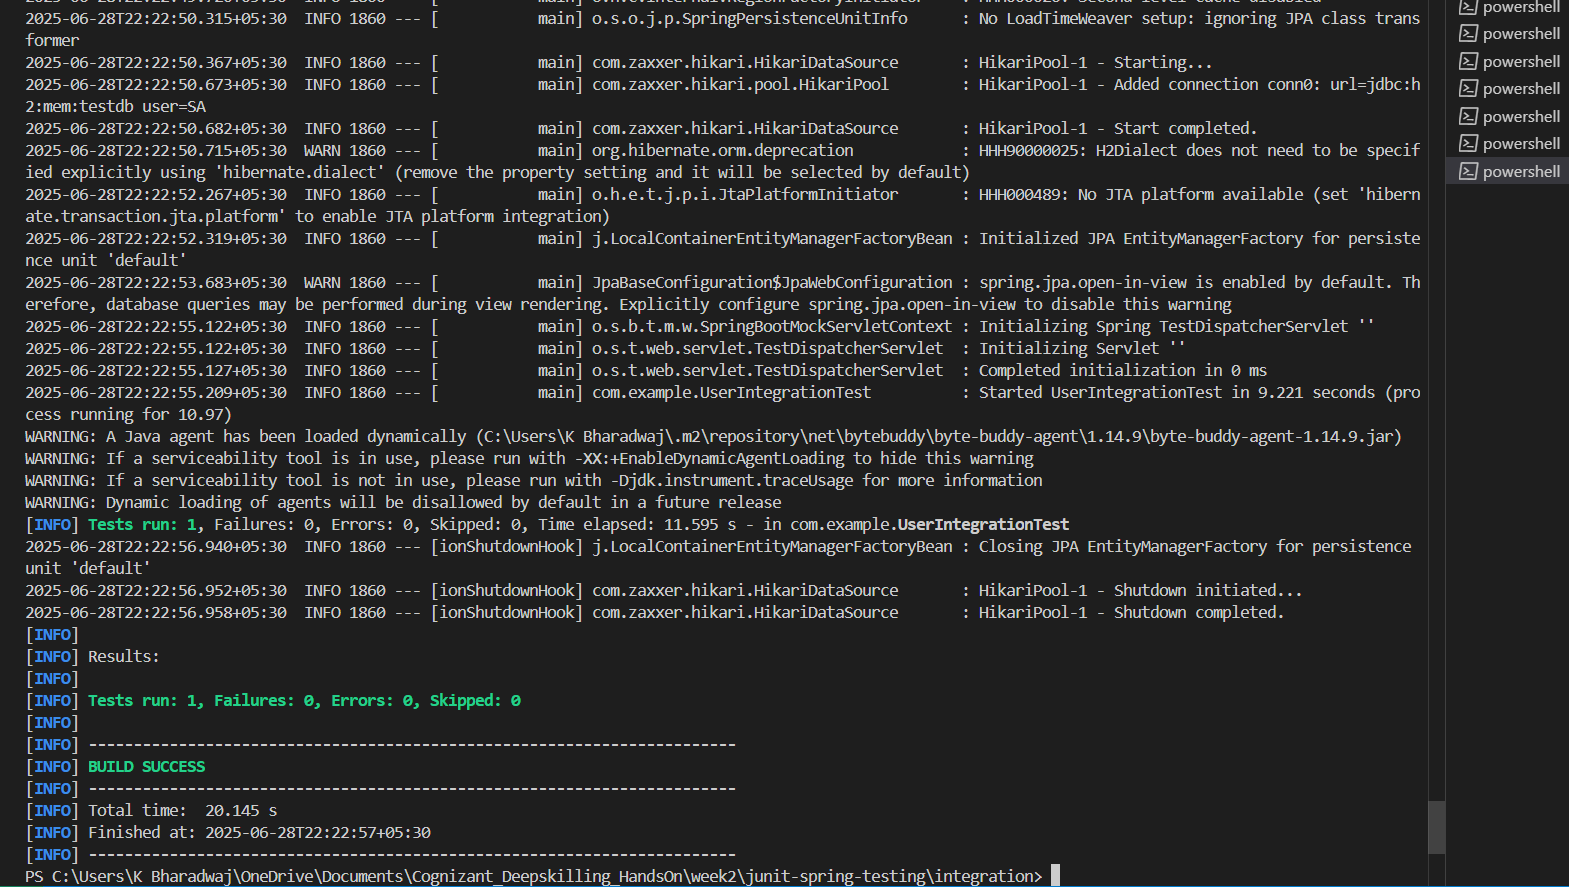 2025-06-28T22:22:50.315+05:30  INFO 1860 --- [           main] o.s.o.j.p.SpringPersistenceUnitInfo      : No LoadTimeWeaver setup: ignoring JPA class trans
former
2025-06-28T22:22:50.367+05:30  INFO 1860 --- [           main] com.zaxxer.hikari.HikariDataSource       : HikariPool-1 - Starting...
2025-06-28T22:22:50.673+05:30  INFO 1860 --- [           main] com.zaxxer.hikari.pool.HikariPool        : HikariPool-1 - Added connection conn0: url=jdbc:h
2:mem:testdb user=SA
2025-06-28T22:22:50.682+05:30  INFO 1860 --- [           main] com.zaxxer.hikari.HikariDataSource       : HikariPool-1 - Start completed.
2025-06-28T22:22:50.715+05:30  WARN 1860 --- [           main] org.hibernate.orm.deprecation            : HHH90000025: H2Dialect does not need to be specif
ied explicitly using 'hibernate.dialect' (remove the property setting and it will be selected by default)
2025-06-28T22:22:52.267+05:30  INFO 1860 --- [           main] o.h.e.t.j.p.i.JtaPlatformInitiator       : HHH000489: No JTA platform available (set 'hibern
ate.transaction.jta.platform' to enable JTA platform integration)
2025-06-28T22:22:52.319+05:30  INFO 1860 --- [           main] j.LocalContainerEntityManagerFactoryBean : Initialized JPA EntityManagerFactory for persiste
nce unit 'default'
2025-06-28T22:22:53.683+05:30  WARN 1860 --- [           main] JpaBaseConfiguration$JpaWebConfiguration : spring.jpa.open-in-view is enabled by default. Th
erefore, database queries may be performed during view rendering. Explicitly configure spring.jpa.open-in-view to disable this warning
2025-06-28T22:22:55.122+05:30  INFO 1860 --- [           main] o.s.b.t.m.w.SpringBootMockServletContext : Initializing Spring TestDispatcherServlet ''
2025-06-28T22:22:55.122+05:30  INFO 1860 --- [           main] o.s.t.web.servlet.TestDispatcherServlet  : Initializing Servlet ''
2025-06-28T22:22:55.127+05:30  INFO 1860 --- [           main] o.s.t.web.servlet.TestDispatcherServlet  : Completed initialization in 0 ms
2025-06-28T22:22:55.209+05:30  INFO 1860 --- [           main] com.example.UserIntegrationTest          : Started UserIntegrationTest in 9.221 seconds (pro
cess running for 10.97)
WARNING: A Java agent has been loaded dynamically (C:\Users\K Bharadwaj\.m2\repository\net\bytebuddy\byte-buddy-agent\1.14.9\byte-buddy-agent-1.14.9.jar)
WARNING: If a serviceability tool is in use, please run with -XX:+EnableDynamicAgentLoading to hide this warning
WARNING: If a serviceability tool is not in use, please run with -Djdk.instrument.traceUsage for more information
WARNING: Dynamic loading of agents will be disallowed by default in a future release
[INFO] Tests run: 1, Failures: 0, Errors: 0, Skipped: 0, Time elapsed: 11.595 s - in com.example.UserIntegrationTest
2025-06-28T22:22:56.940+05:30  INFO 1860 --- [ionShutdownHook] j.LocalContainerEntityManagerFactoryBean : Closing JPA EntityManagerFactory for persistence
unit 'default'
2025-06-28T22:22:56.952+05:30  INFO 1860 --- [ionShutdownHook] com.zaxxer.hikari.HikariDataSource       : HikariPool-1 - Shutdown initiated...
2025-06-28T22:22:56.958+05:30  INFO 1860 --- [ionShutdownHook] com.zaxxer.hikari.HikariDataSource       : HikariPool-1 - Shutdown completed.
[INFO]
[INFO] Results:
[INFO]
[INFO] Tests run: 1, Failures: 0, Errors: 0, Skipped: 0
[INFO]
[INFO] ------------------------------------------------------------------------
[INFO] BUILD SUCCESS
[INFO] ------------------------------------------------------------------------
[INFO] Total time:  20.145 s
[INFO] Finished at: 2025-06-28T22:22:57+05:30
[INFO] ------------------------------------------------------------------------
PS C:\Users\K Bharadwaj\OneDrive\Documents\Cognizant_Deepskilling_HandsOn\week2\junit-spring-testing\integration>
powershell
powershell
powershell
powershell
powershell
powershell
powershell